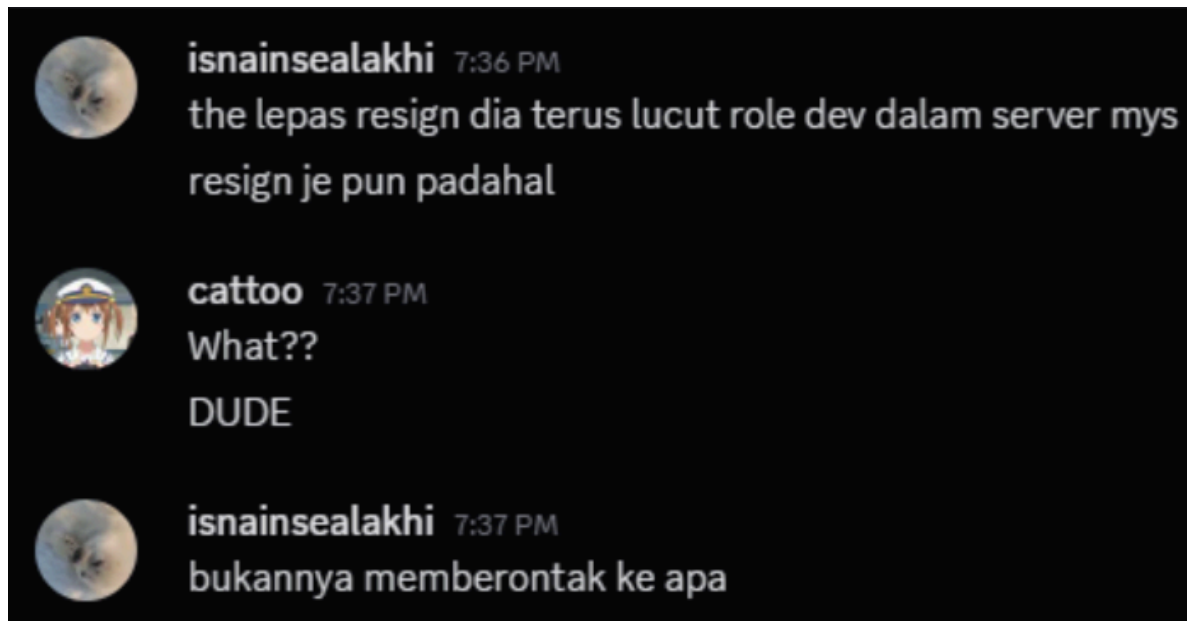 isnainsealakhi 7:36 PM
the lepas resign dia terus lucut role dev dalam server mys
resign je pun padahal
cattoo 7:37 PM
What??
DUDE
isnainsealakhi 7:37 PM
bukannya memberontak ke apa